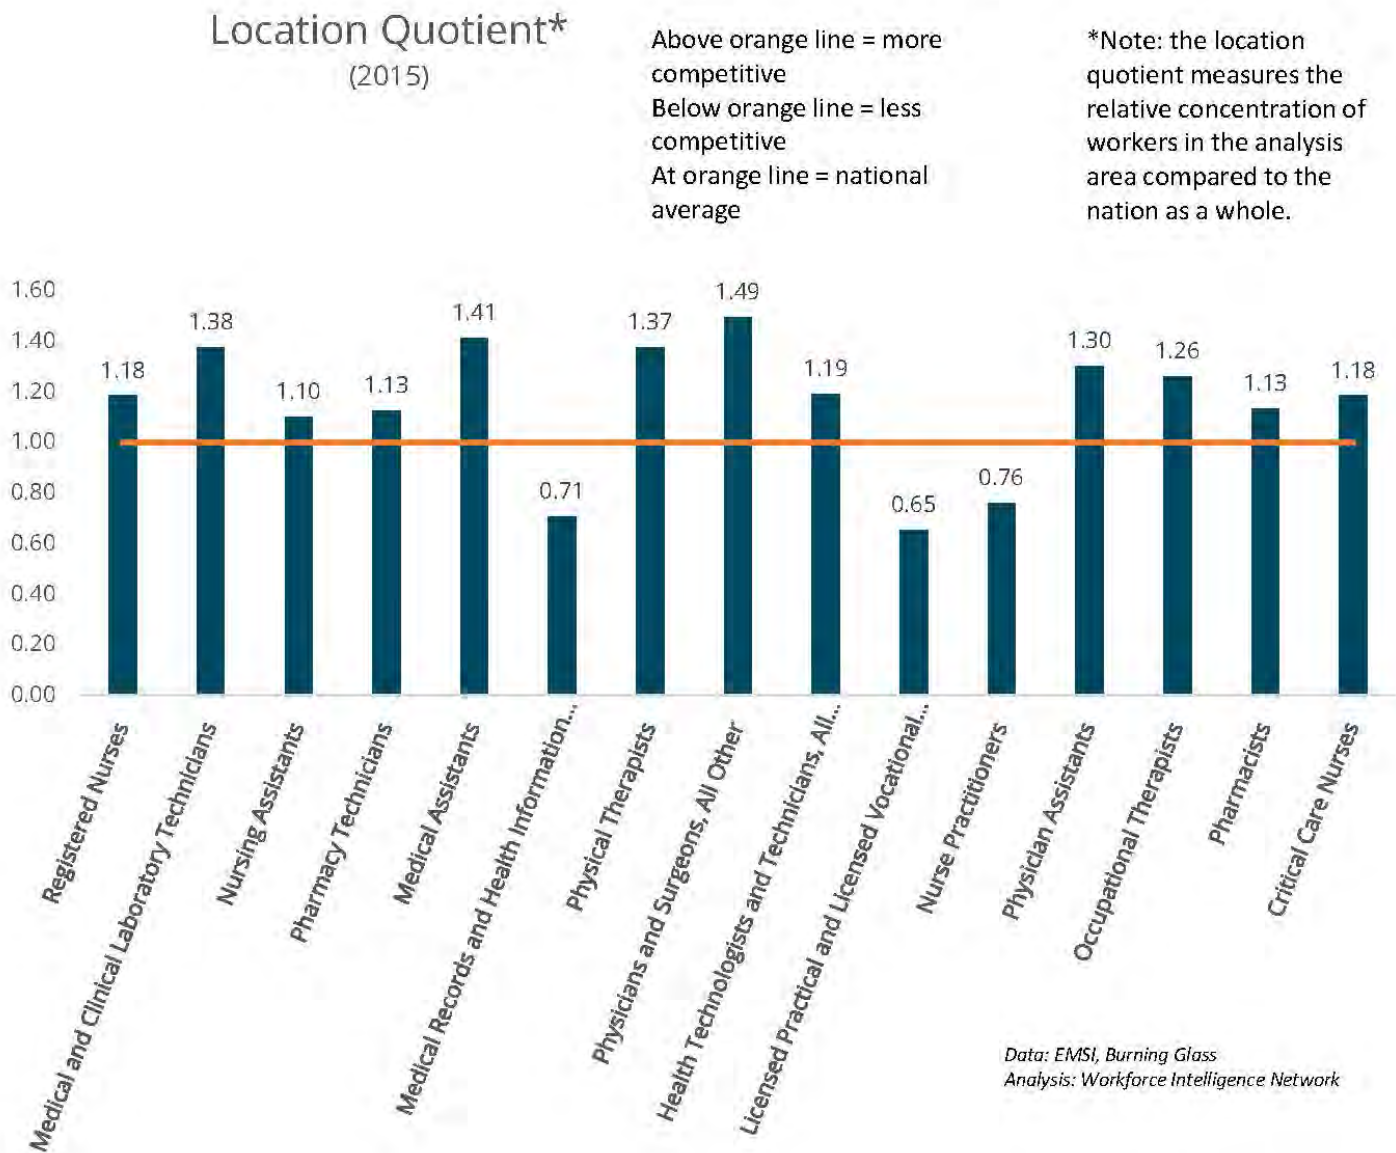 Location Quotient*
(2015)
Above orange line = more
competitive
Below orange line = less
competitive
At orange line = national
average
*Note: the location
quotient measures the
relative concentration of
workers in the analysis
area compared to the
nation as a whole.
1.60
1.40
1.20
1.00
0.80
0.60
0.40
0.20
0.00
1.18
1.38
1.10
1.13
1.41
0.71
1.37
1.49
1.19
0.65
0.76
1.30
1.26
1.13
1.18
Registered Nurses
Medical and Clinical Laboratory Technicians
Nursing Assistants
Pharmacy Technicians
Medical Assistants
Medical Records and Health Information...
Physical Therapists
Physicians and Surgeons, All Other
Health Technologists and Technicians, All...
Licensed Practical and Licensed Vocational...
Nurse Practitioners
Physician Assistants
Occupational Therapists
Pharmacists
Critical Care Nurses
Data: EMSI, Burning Glass
Analysis: Workforce Intelligence Network